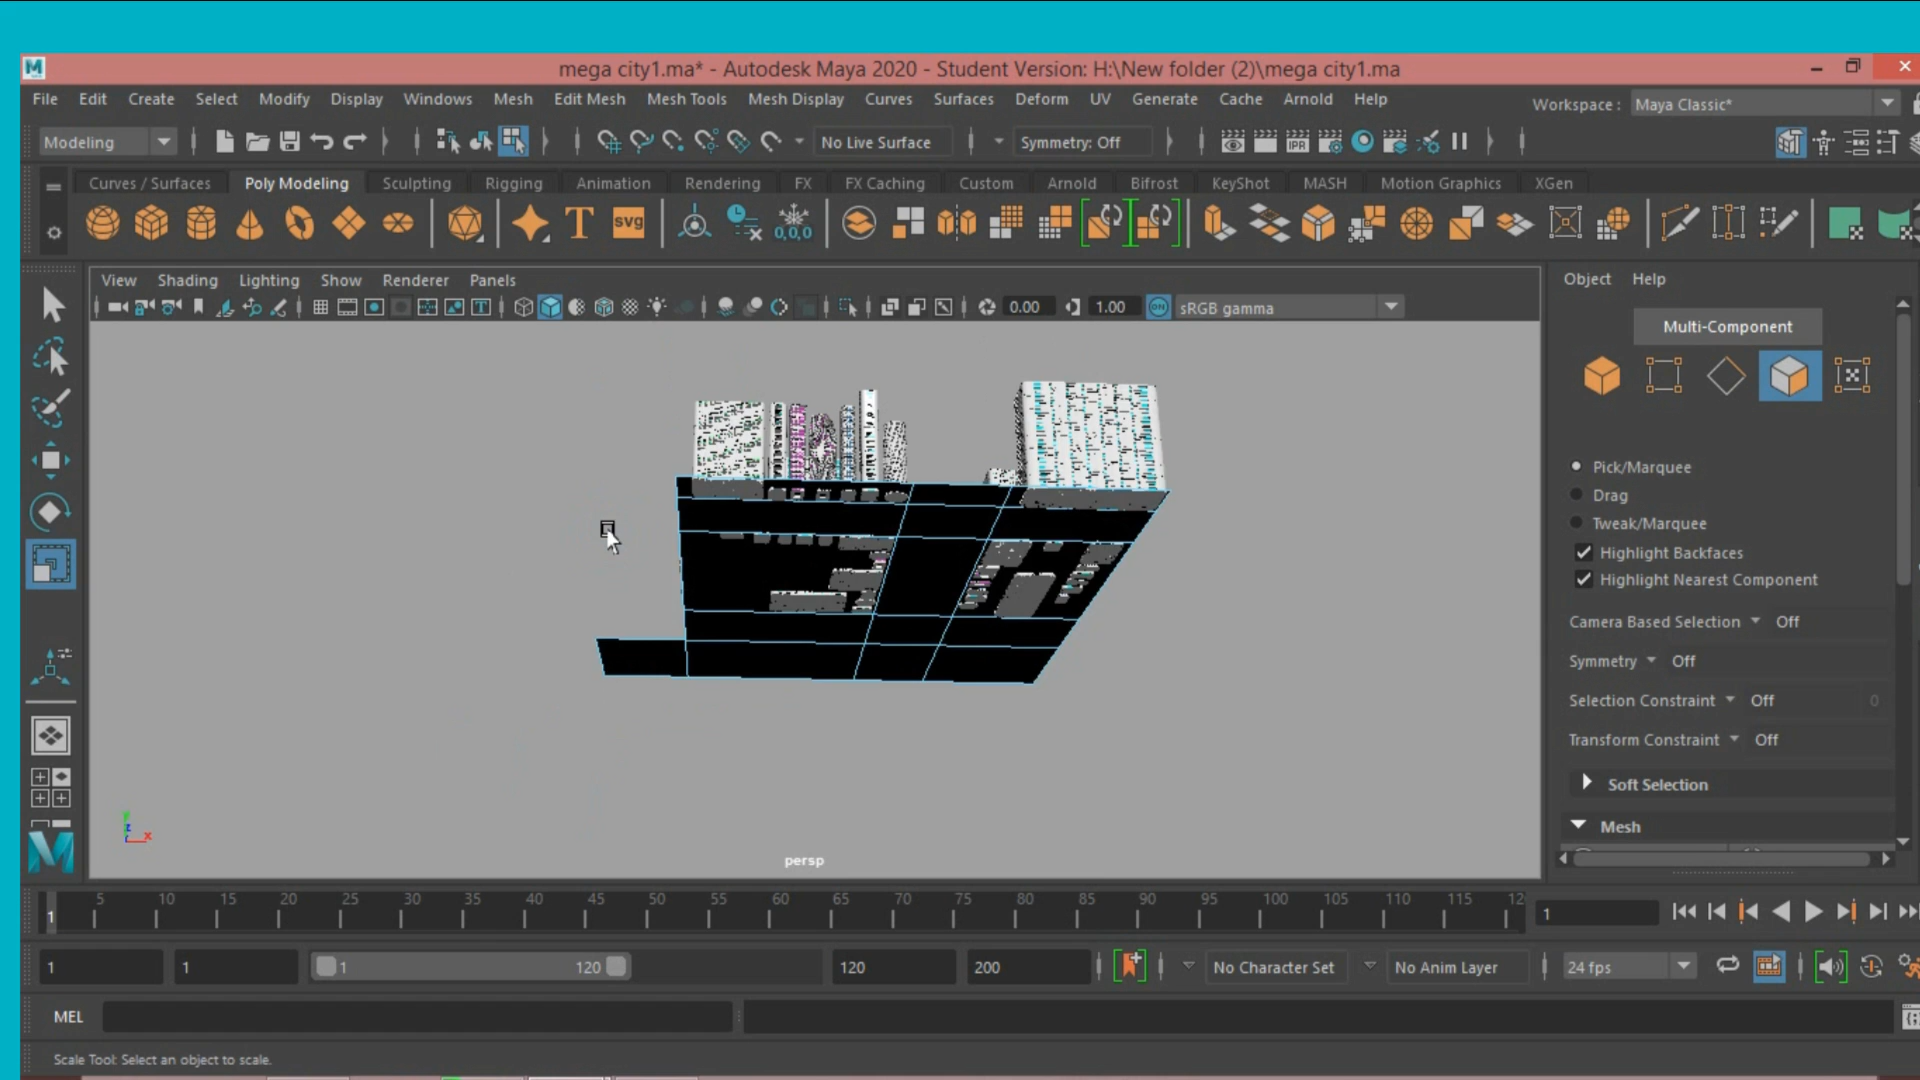 mega city1.ma* - Autodesk Maya 2020 - Student Version: H:\New folder (2)\mega city1.ma
File Edit Create Select Modify Display Windows Mesh Edit Mesh Mesh Tools Mesh Display Curves Surfaces Deform UV Generate Cache Arnold Help
Workspace : Maya Classic*
Modeling No Live Surface Symmetry: Off IPR
Curves / Surfaces Poly Modeling Sculpting Rigging Animation Rendering FX FX Caching Custom Arnold Bifrost KeyShot MASH Motion Graphics XGen
T svg 0,0,0
View Shading Lighting Show Renderer Panels
0.00 1.00 ON sRGB gamma
Object Help
Multi-Component
Pick/Marquee
Drag
Tweak/Marquee
Highlight Backfaces
Highlight Nearest Component
Camera Based Selection Off
Symmetry Off
Selection Constraint Off 0
Transform Constraint Off
Soft Selection
Mesh
y
z
x
persp
1 5 10 15 20 25 30 35 40 45 50 55 60 65 70 75 80 85 90 95 100 105 110 115 12 1
1 1 1 120 120 200 No Character Set No Anim Layer 24 fps
MEL
Scale Tool: Select an object to scale.